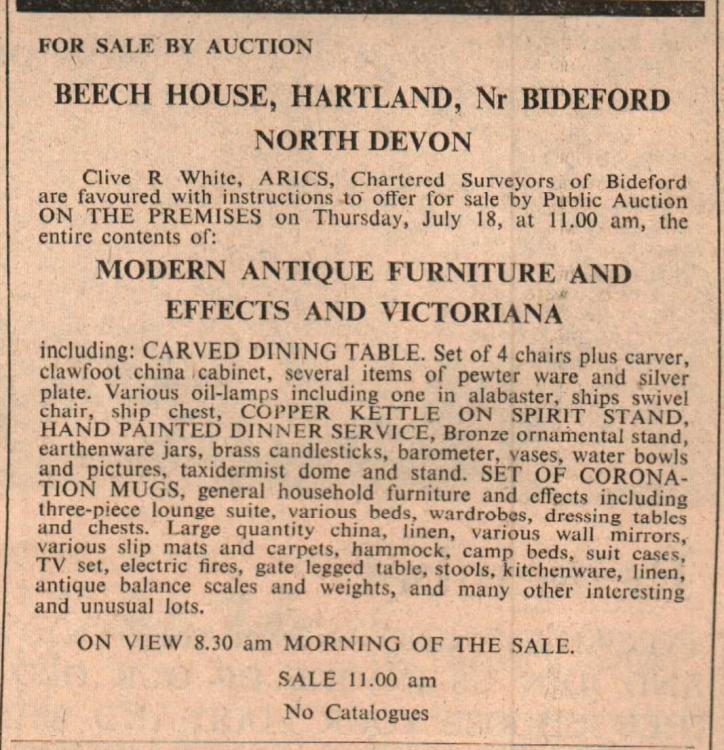 FOR SALE BY AUCTION
BEECH HOUSE, HARTLAND, Nr BIDEFORD
NORTH DEVON
Clive R White, ARICS, Chartered Surveyors of Bideford
are favoured with instructions to offer for sale by Public Auction
ON THE PREMISES on Thursday, July 18, at 11.00 am, the
entire contents of:
MODERN ANTIQUE FURNITURE AND
EFFECTS AND VICTORIANA
including: CARVED DINING TABLE. Set of 4 chairs plus carver,
clawfoot china cabinet, several items of pewter ware and silver
plate. Various oil-lamps including one in alabaster, ships swivel
chair, ship chest, COPPER KETTLE ON SPIRIT STAND,
HAND PAINTED DINNER SERVICE, Bronze ornamental stand,
earthenware jars, brass candlesticks, barometer, vases, water bowls
and pictures, taxidermist dome and stand. SET OF CORONA-
TION MUGS, general household furniture and effects including
three-piece lounge suite, various beds, wardrobes, dressing tables
and chests. Large quantity china, linen, various wall mirrors,
various slip mats and carpets, hammock, camp beds, suit cases,
TV set, electric fires, gate legged table, stools, kitchenware, linen,
antique balance scales and weights, and many other interesting
and unusual lots.
ON VIEW 8.30 am MORNING OF THE SALE.
SALE 11.00 am
No Catalogues